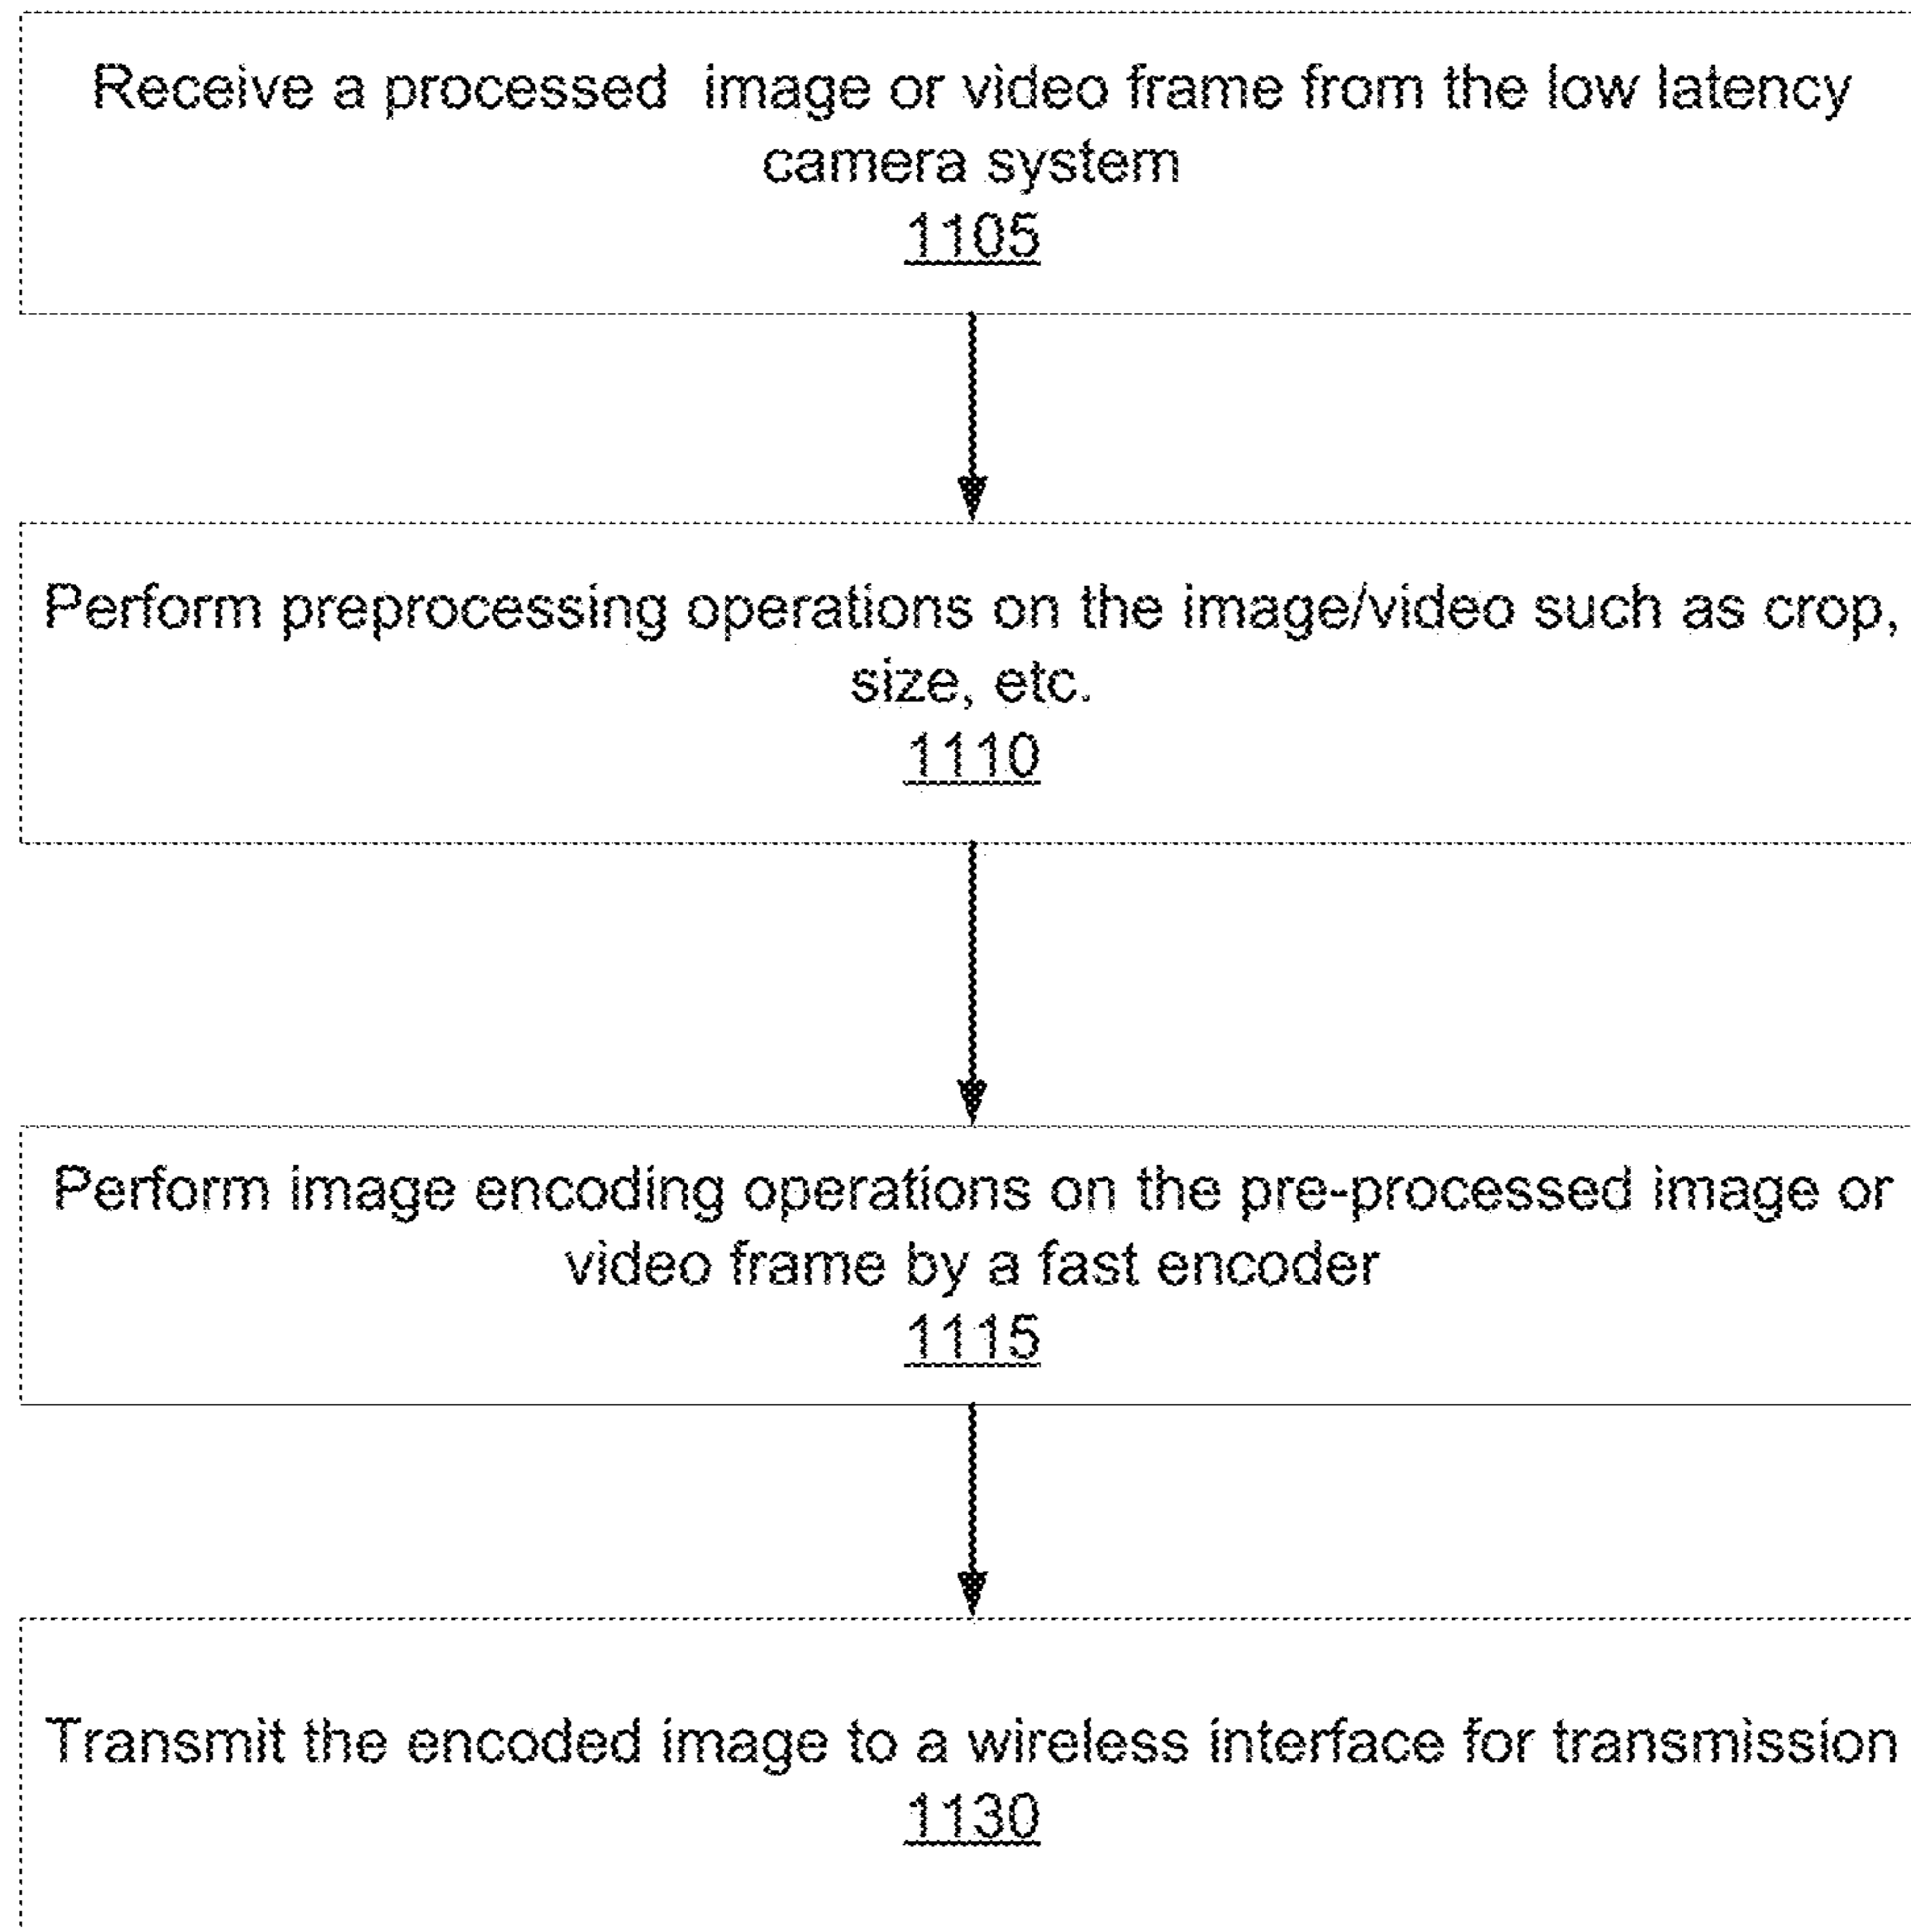 Receive a processed image or video frame from the low latency
camera system
1105
Perform preprocessing operations on the image/video such as crop,
size, etc.
1110
Perform image encoding operations on the pre-processed image or
video frame by a fast encoder
1115
Transmit the encoded image to a wireless interface for transmission
1130